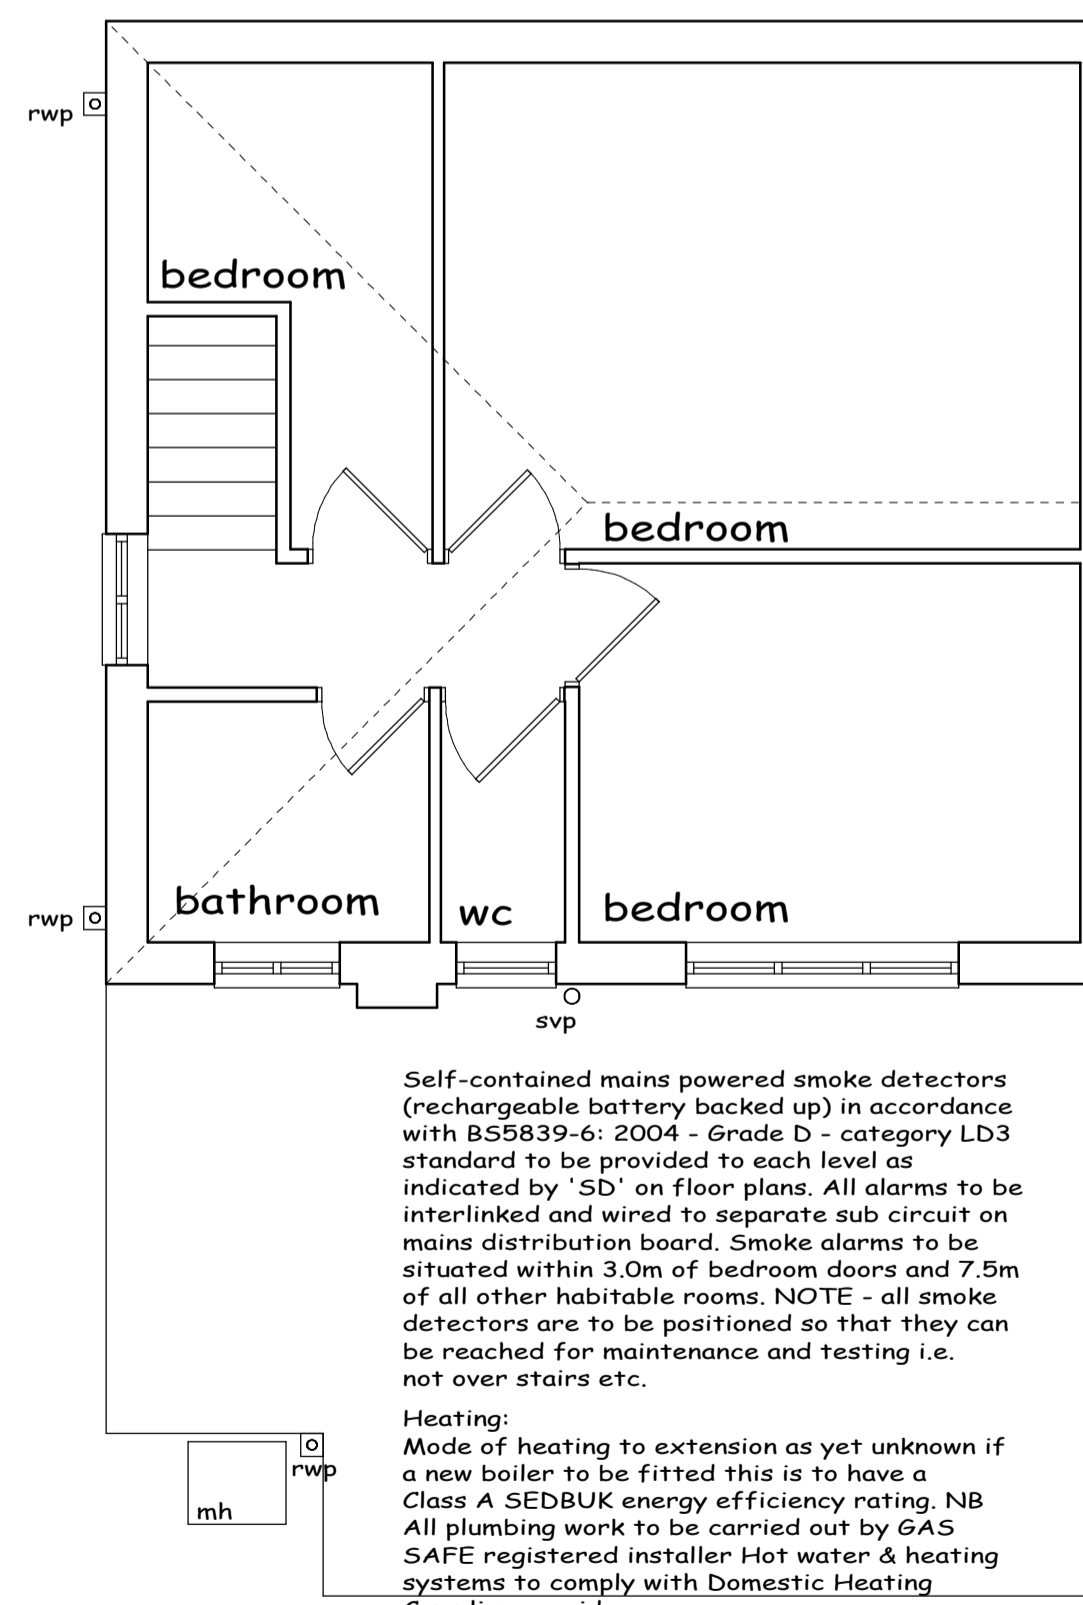 rwp
bedroom
bedroom
bathroom
wc
bedroom
rwp
svp
Self-contained mains powered smoke detectors
(rechargeable battery backed up) in accordance
with BS5839-6: 2004 - Grade D - category LD3
standard to be provided to each level as
indicated by 'SD' on floor plans. All alarms to be
interlinked and wired to separate sub circuit on
mains distribution board. Smoke alarms to be
situated within 3.0m of bedroom doors and 7.5m
of all other habitable rooms. NOTE - all smoke
detectors are to be positioned so that they can
be reached for maintenance and testing i.e.
not over stairs etc.
Heating:
Mode of heating to extension as yet unknown if
a new boiler to be fitted this is to have a
Class A SEDBUK energy efficiency rating. NB
All plumbing work to be carried out by GAS
SAFE registered installer Hot water & heating
systems to comply with Domestic Heating
rwp
mh